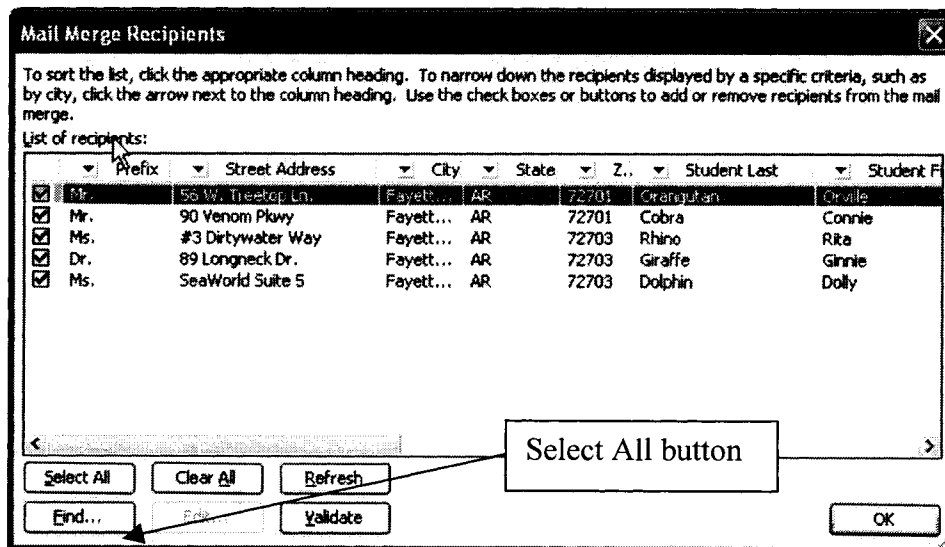 Mail Merge Recipients
To sort the list, click the appropriate column heading. To narrow down the recipients displayed by a specific criteria, such as
by city, click the arrow next to the column heading. Use the check boxes or buttons to add or remove recipients from the mail
merge.
List of recipients:
Prefix Street Address City State Z.. Student Last Student Fi
Mr. 56 W. Treetop Ln. Fayett... AR 72701 Orangutan Orville
Mr. 90 Venom Pkwy Fayett... AR 72701 Cobra Connie
Ms. #3 Dirtywater Way Fayett... AR 72703 Rhino Rita
Dr. 89 Longneck Dr. Fayett... AR 72703 Giraffe Ginnie
Ms. SeaWorld Suite 5 Fayett... AR 72703 Dolphin Dolly
Select All button
Select All Clear All Refresh
Find... Edit... Validate OK